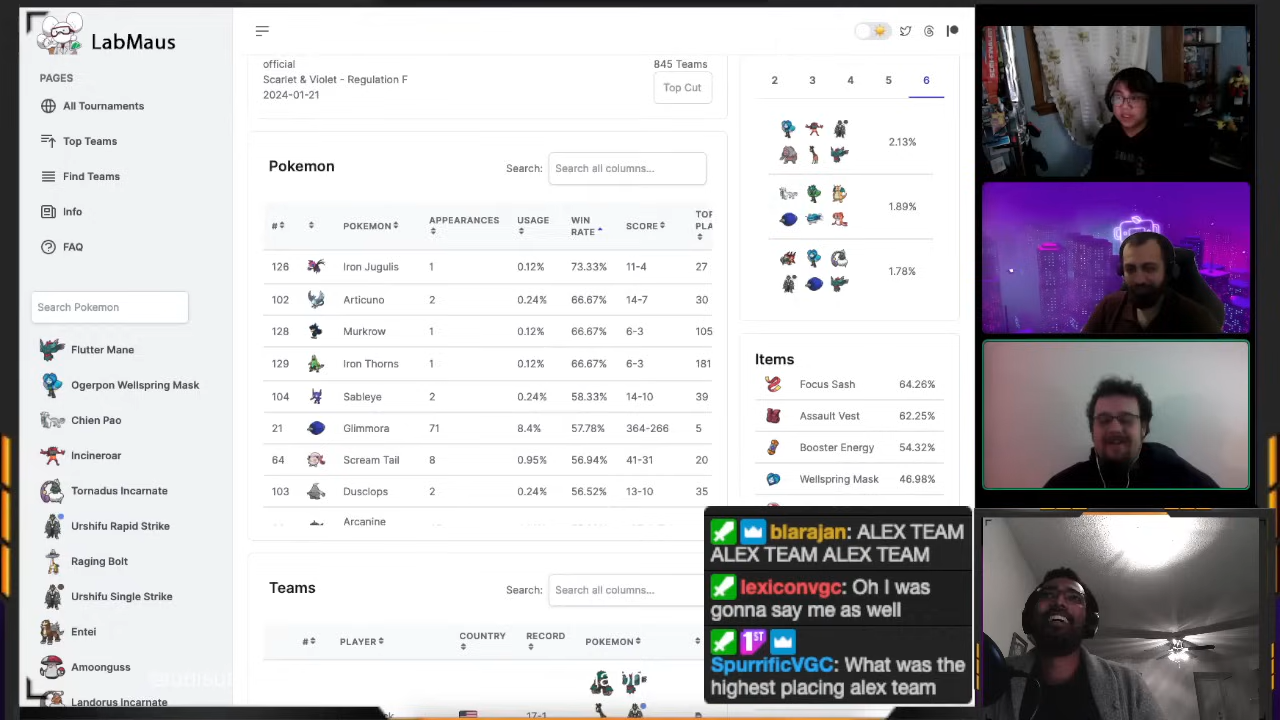 LabMaus
PAGES
All Tournaments
Top Teams
Find Teams
Info
FAQ
Search Pokemon
Flutter Mane
Ogerpon Wellspring Mask
Chien Pao
Incineroar
Tornadus Incarnate
Urshifu Rapid Strike
Raging Bolt
Urshifu Single Strike
Entei
Amoonguss
Landorus Incarnate
official
Scarlet & Violet - Regulation F
2024-01-21
845 Teams
Top Cut
Pokemon
Search: Search all columns...
# POKEMON APPEARANCES USAGE WIN RATE SCORE
126 Iron Jugulis 1 0.12% 73.33% 11-4 27
102 Articuno 2 0.24% 66.67% 14-7 30
128 Murkrow 1 0.12% 66.67% 6-3 105
129 Iron Thorns 1 0.12% 66.67% 6-3 181
104 Sableye 2 0.24% 58.33% 14-10 39
21 Glimmora 71 8.4% 57.78% 364-266 5
64 Scream Tail 8 0.95% 56.94% 41-31 20
103 Dusclops 2 0.24% 56.52% 13-10 35
Arcanine
Teams
Search: Search all columns...
# PLAYER COUNTRY RECORD POKEMON
17-1
2 3 4 5 6
2.13%
1.89%
1.78%
Items
Focus Sash 64.26%
Assault Vest 62.25%
Booster Energy 54.32%
Wellspring Mask 46.98%
blarajan: ALEX TEAM
ALEX TEAM ALEX TEAM
lexiconvgc: Oh I was
gonna say me as well
1ST
SpurrificVGC: What was the
highest placing alex team